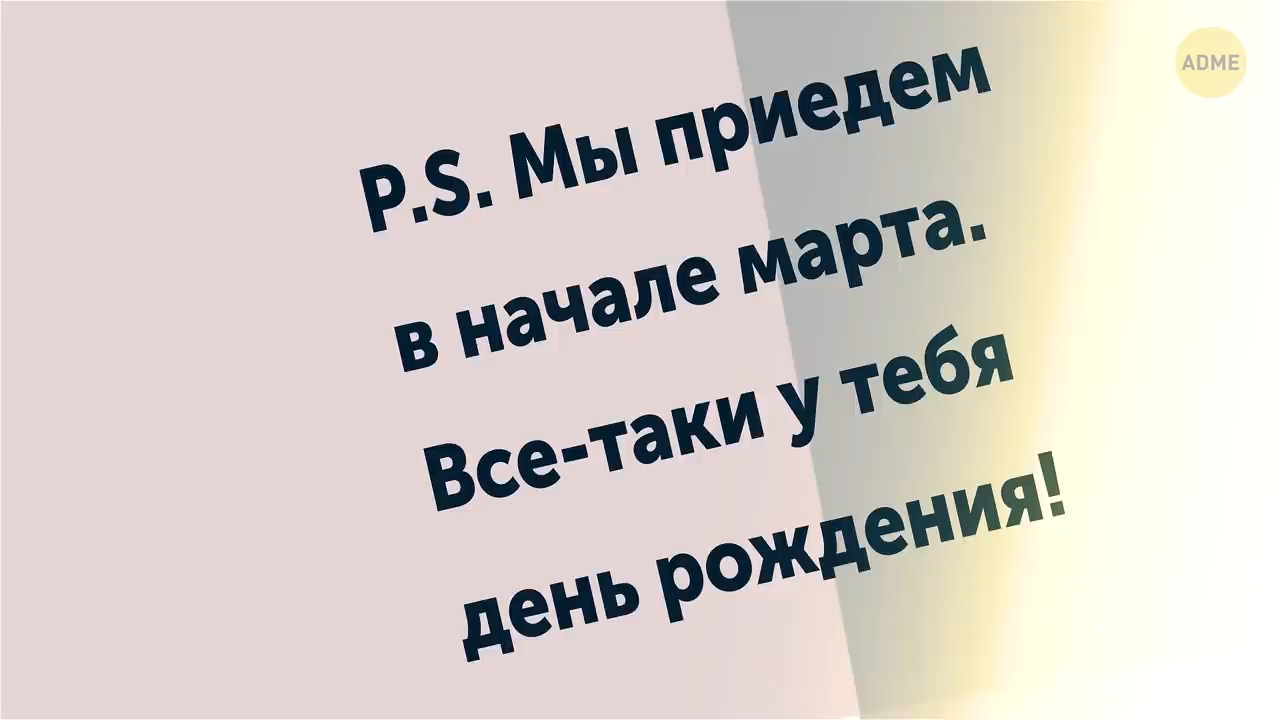 ADME
P.S. Мы приедем
в начале марта.
Все-таки у тебя
день рождения!